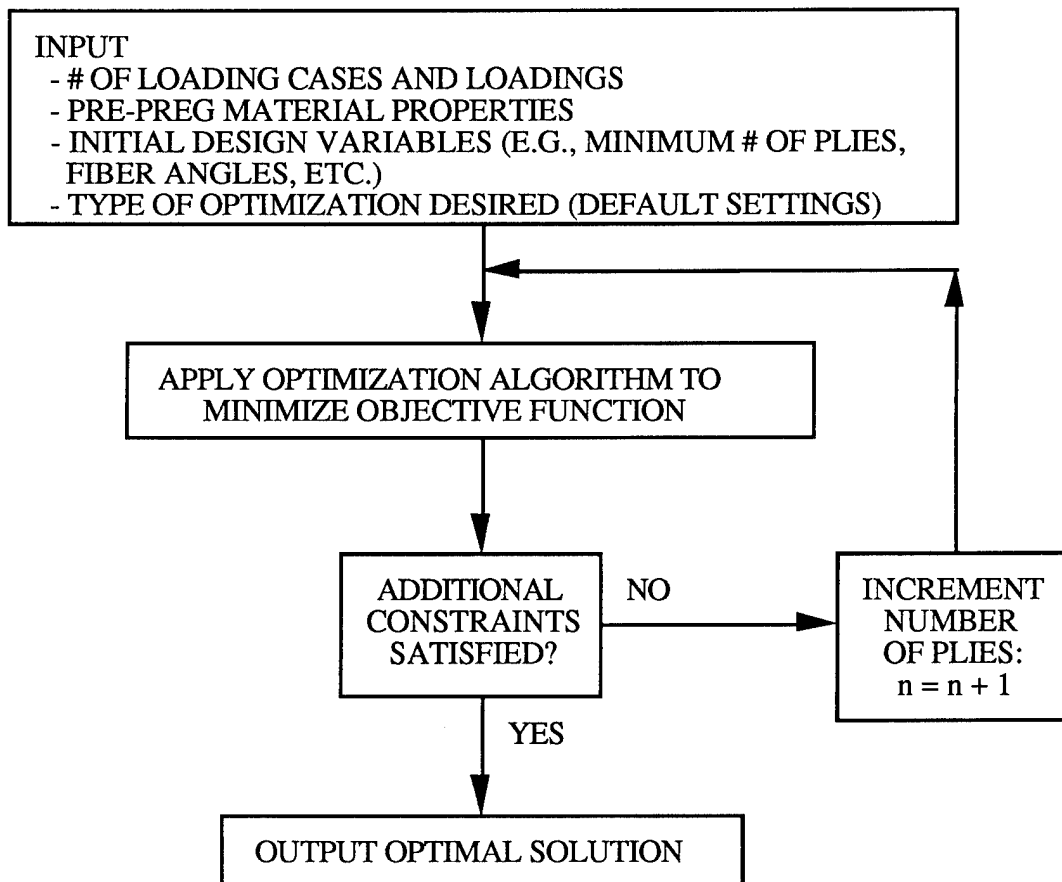 INPUT
- # OF LOADING CASES AND LOADINGS
- PRE-PREG MATERIAL PROPERTIES
- INITIAL DESIGN VARIABLES (E.G., MINIMUM # OF PLIES,
FIBER ANGLES, ETC.)
- TYPE OF OPTIMIZATION DESIRED (DEFAULT SETTINGS)
APPLY OPTIMIZATION ALGORITHM TO
MINIMIZE OBJECTIVE FUNCTION
ADDITIONAL
CONSTRAINTS
SATISFIED?
NO
INCREMENT
NUMBER
OF PLIES:
n = n + 1
YES
OUTPUT OPTIMAL SOLUTION